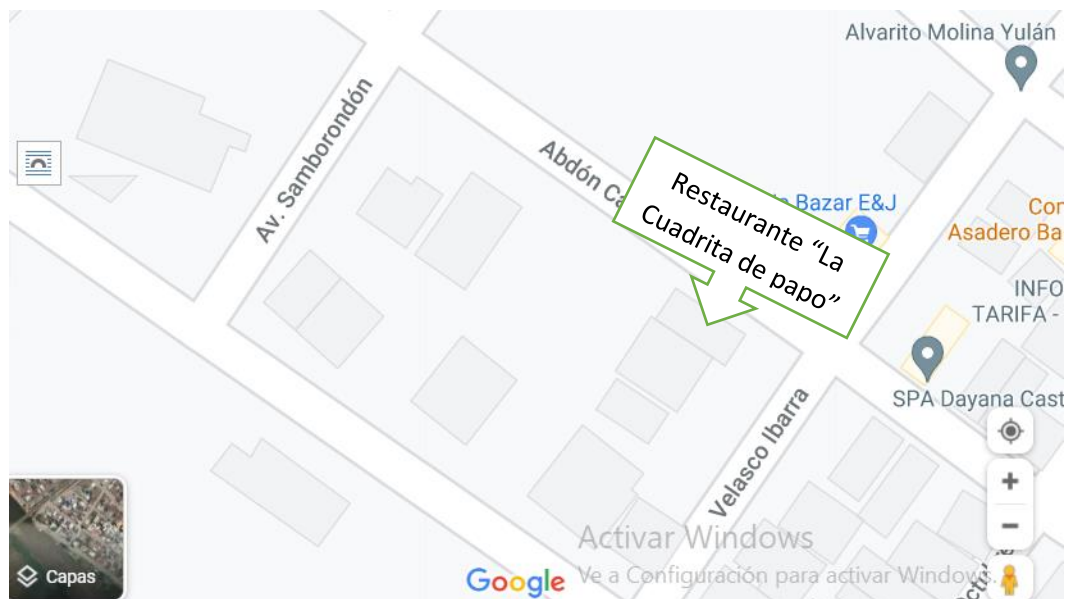 Alvarito Molina Yulán
Av. Samborondón
Abdón Ca
Restaurante “La
Cuadrita de papo”
Bazar E&J
Cor
Asadero Ba
INFO
TARIFA -
SPA Dayana Cast
Velasco Ibarra
Activar Windows
Ve a Configuración para activar Windows.
Capas
Google